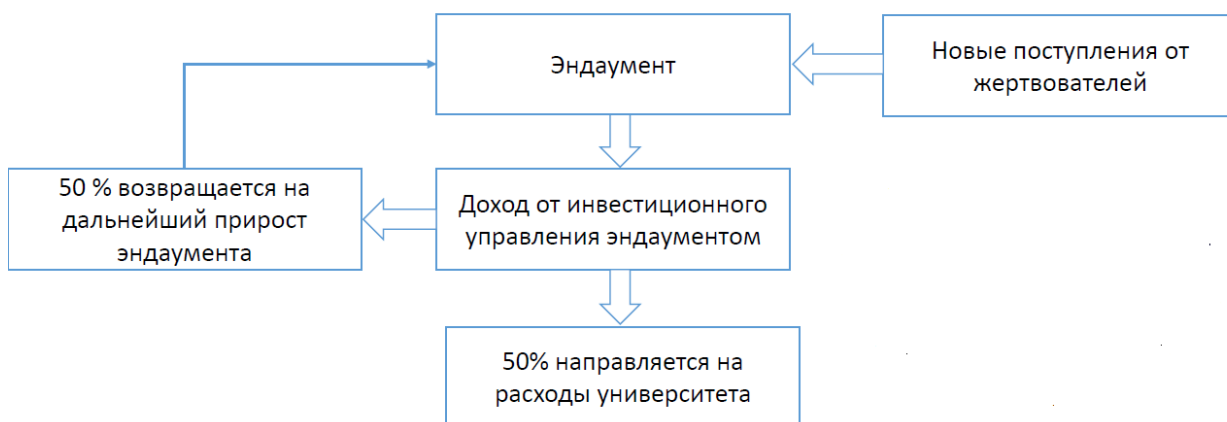 Эндаумент
Новые поступления от
жертвователей
50 % возвращается на
дальнейший прирост
эндаумента
Доход от инвестиционного
управления эндаументом
50% направляется на
расходы университета